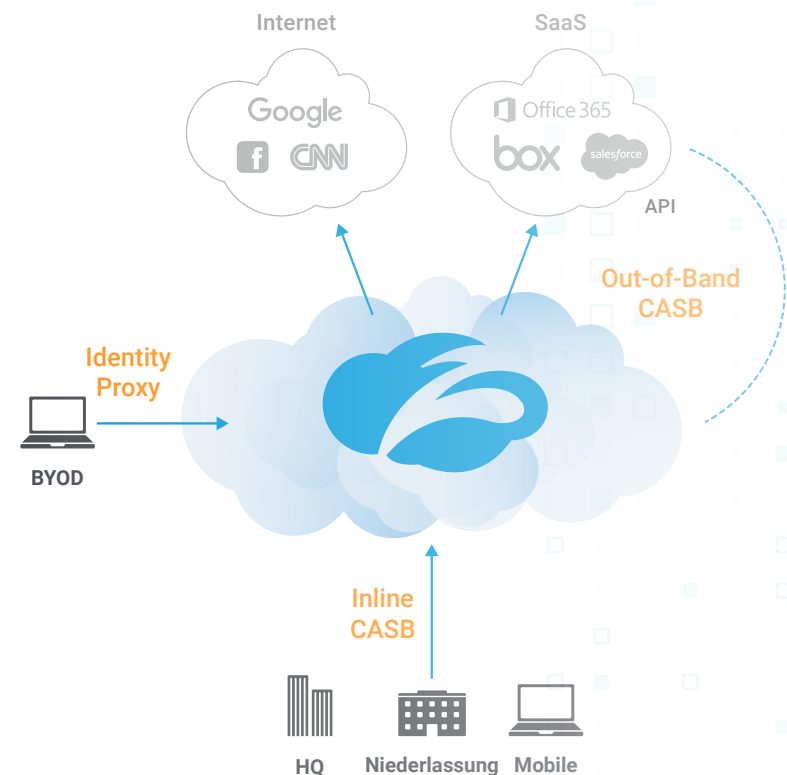 Internet
SaaS
Google
f
CNN
Office 365
box
salesforce
API
Out-of-Band
CASB
Identity
Proxy
BYOD
Inline
CASB
HQ
Niederlassung
Mobile